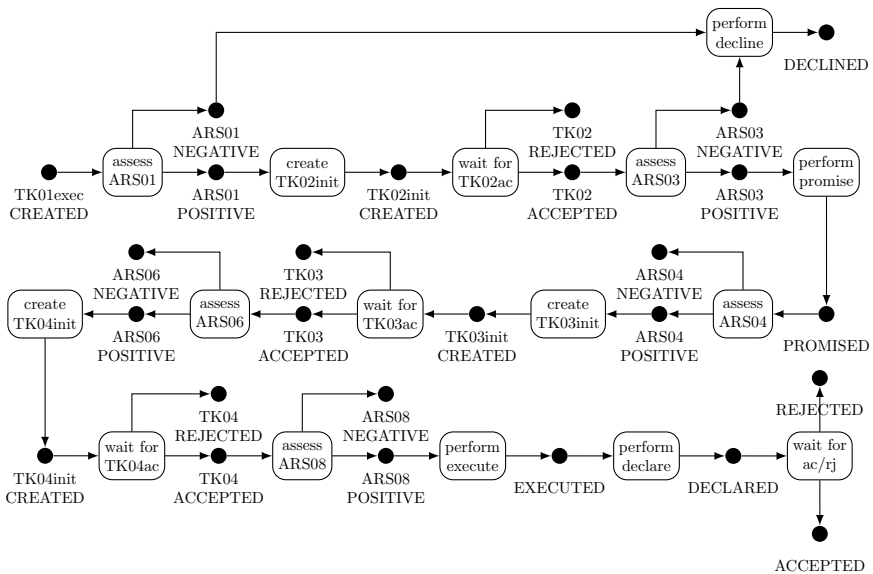 perform
decline
DECLINED
ARS01
NEGATIVE
TK02
REJECTED
ARS03
NEGATIVE
TK01exec
CREATED
assess
ARS01
ARS01
POSITIVE
create
TK02init
TK02init
CREATED
wait for
TK02ac
TK02
ACCEPTED
assess
ARS03
ARS03
POSITIVE
perform
promise
ARS06
NEGATIVE
TK03
REJECTED
ARS04
NEGATIVE
create
TK04init
ARS06
POSITIVE
assess
ARS06
TK03
ACCEPTED
wait for
TK03ac
TK03init
CREATED
create
TK03init
ARS04
POSITIVE
assess
ARS04
PROMISED
TK04
REJECTED
ARS08
NEGATIVE
REJECTED
TK04init
CREATED
wait for
TK04ac
TK04
ACCEPTED
assess
ARS08
ARS08
POSITIVE
perform
execute
EXECUTED
perform
declare
DECLARED
wait for
ac/rj
ACCEPTED